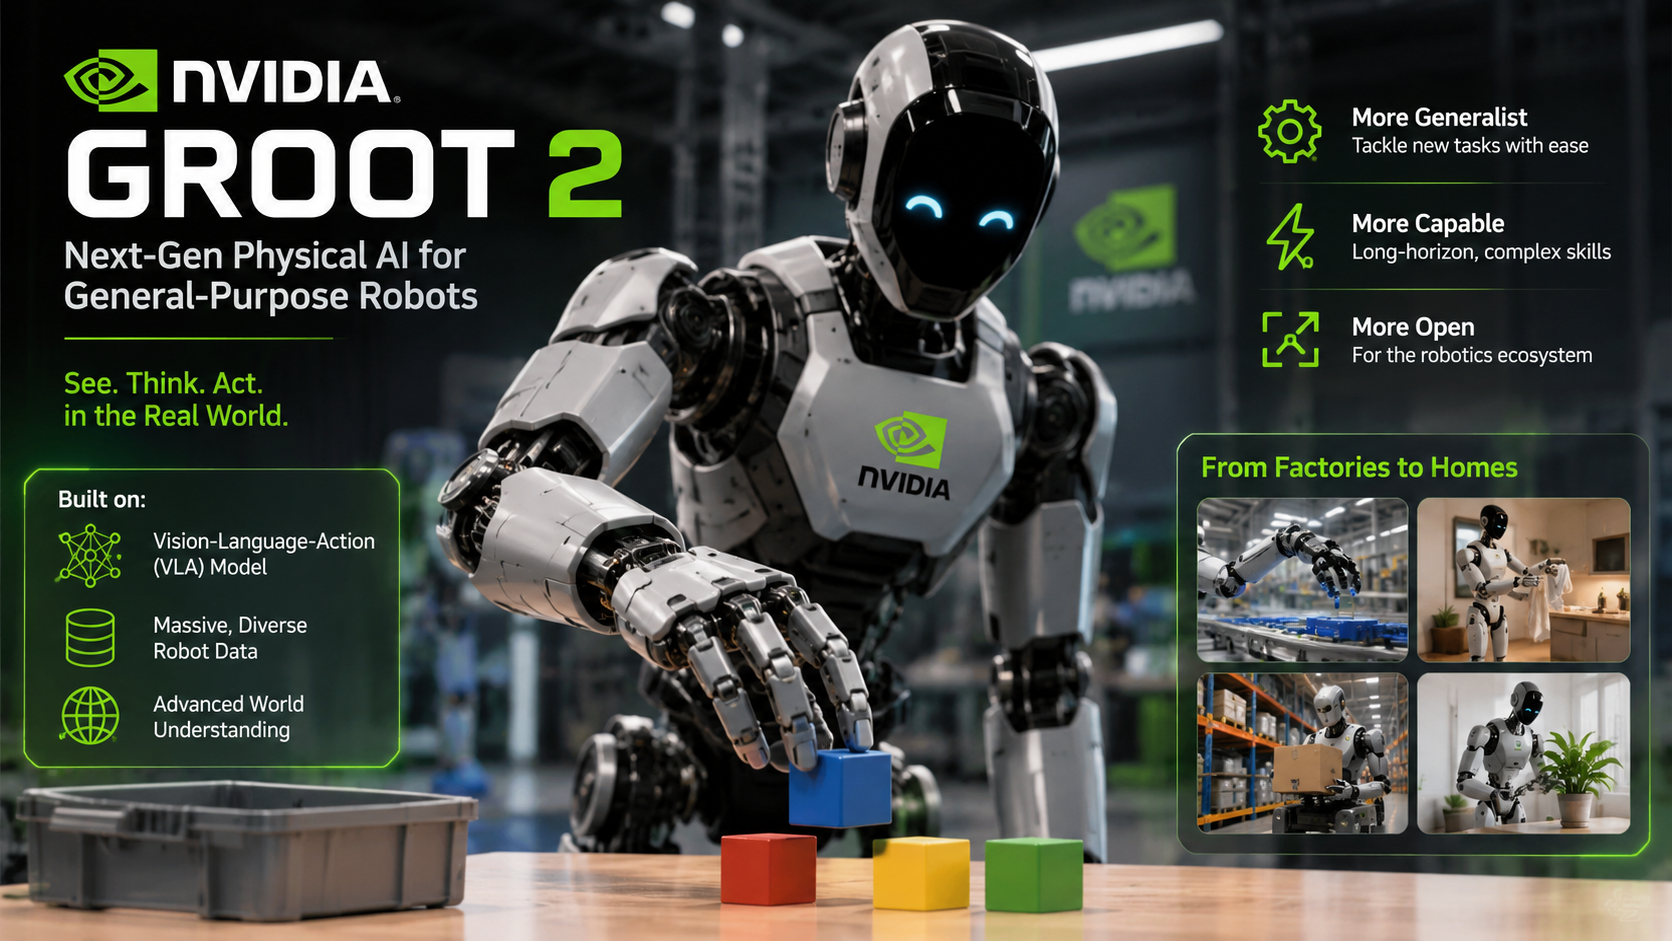 NVIDIA
GROOT 2
Next-Gen Physical AI for
General-Purpose Robots
See. Think. Act.
in the Real World.
Built on:
Vision-Language-Action
(VLA) Model
Massive, Diverse
Robot Data
Advanced World
Understanding
NVIDIA
NVIDIA
More Generalist
Tackle new tasks with ease
More Capable
Long-horizon, complex skills
More Open
For the robotics ecosystem
From Factories to Homes